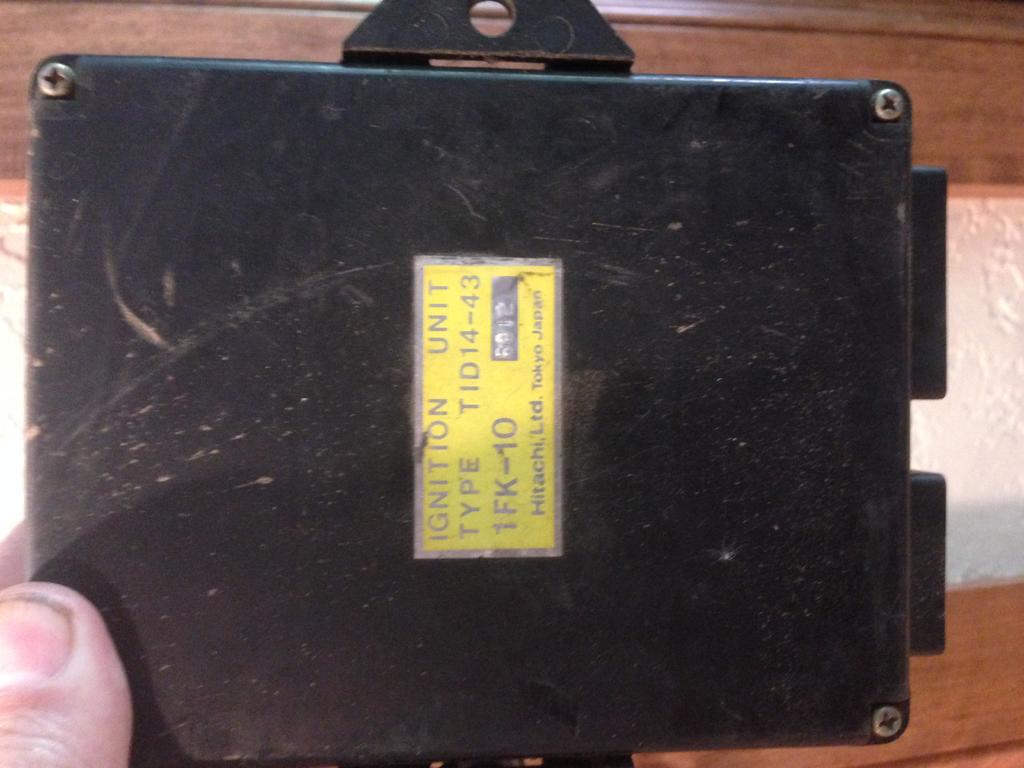 IGNITION UNIT
TYPE TID14-43
1FK-10
Hitachi, Ltd. Tokyo Japan